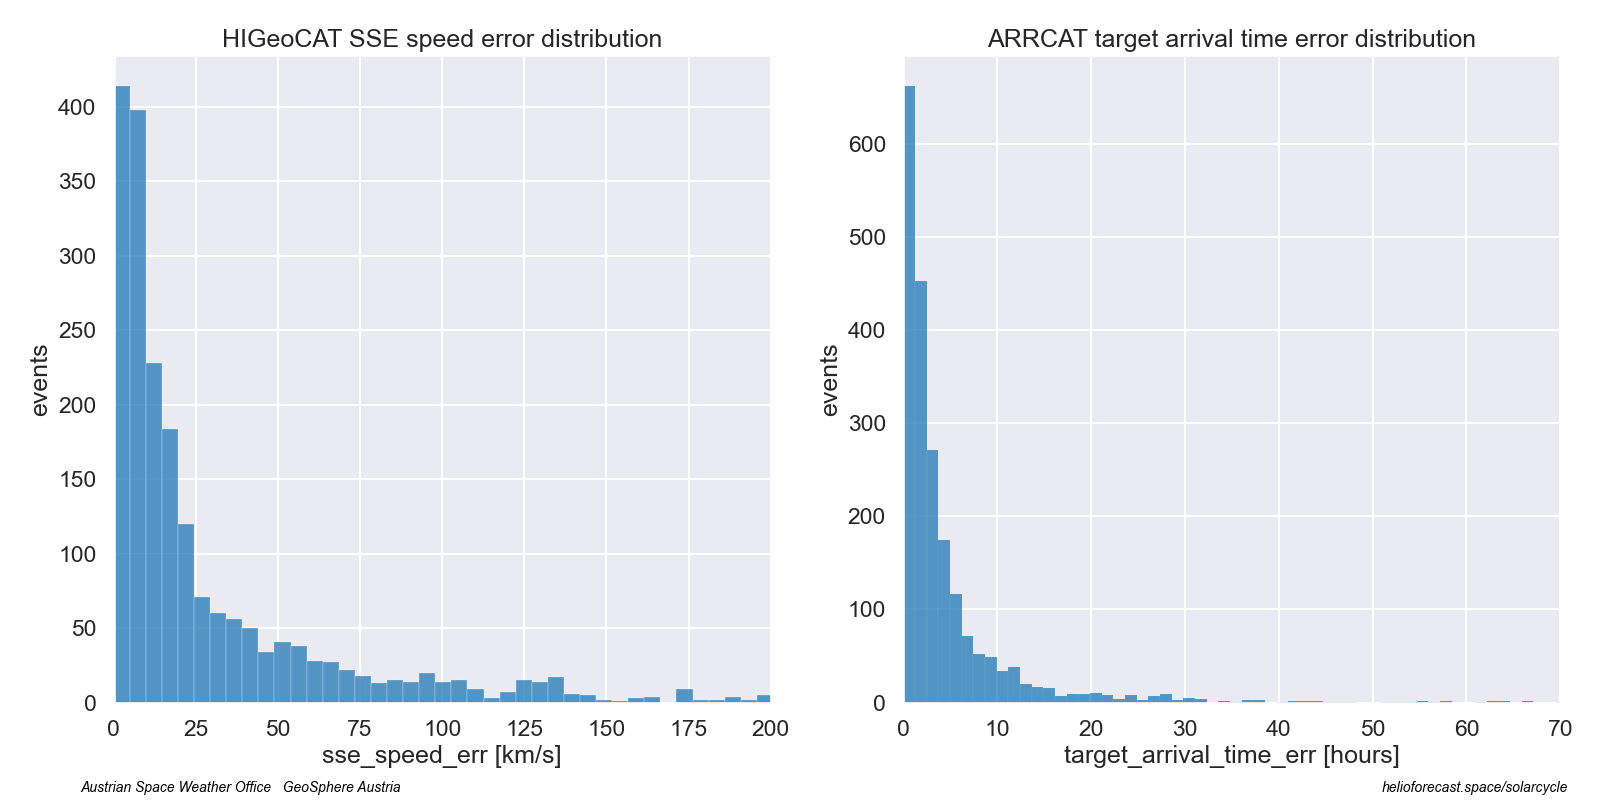 HIGeoCAT SSE speed error distribution
events
400
350
300
250
200
150
100
50
0
0 25 50 75 100 125 150 175 200
sse_speed_err [km/s]
ARRCAT target arrival time error distribution
events
600
500
400
300
200
100
0
0 10 20 30 40 50 60 70
target_arrival_time_err [hours]
Austrian Space Weather Office GeoSphere Austria
helioforecast.space/solarcycle